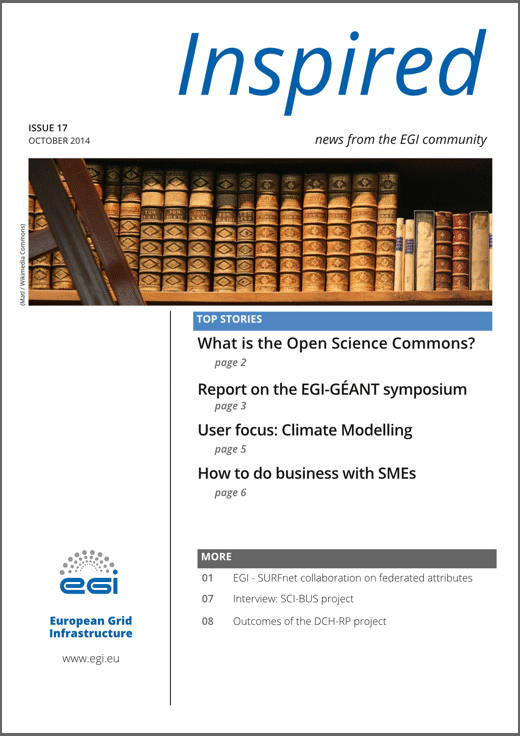 Inspired
ISSUE 17
OCTOBER 2014
news from the EGI community
(Matl / Wikimedia Commons)
TOP STORIES
What is the Open Science Commons?
page 2
Report on the EGI-GÉANT symposium
page 3
User focus: Climate Modelling
page 5
How to do business with SMEs
page 6
MORE
01 EGI - SURFnet collaboration on federated attributes
07 Interview: SCI-BUS project
08 Outcomes of the DCH-RP project
egi
European Grid
Infrastructure
www.egi.eu